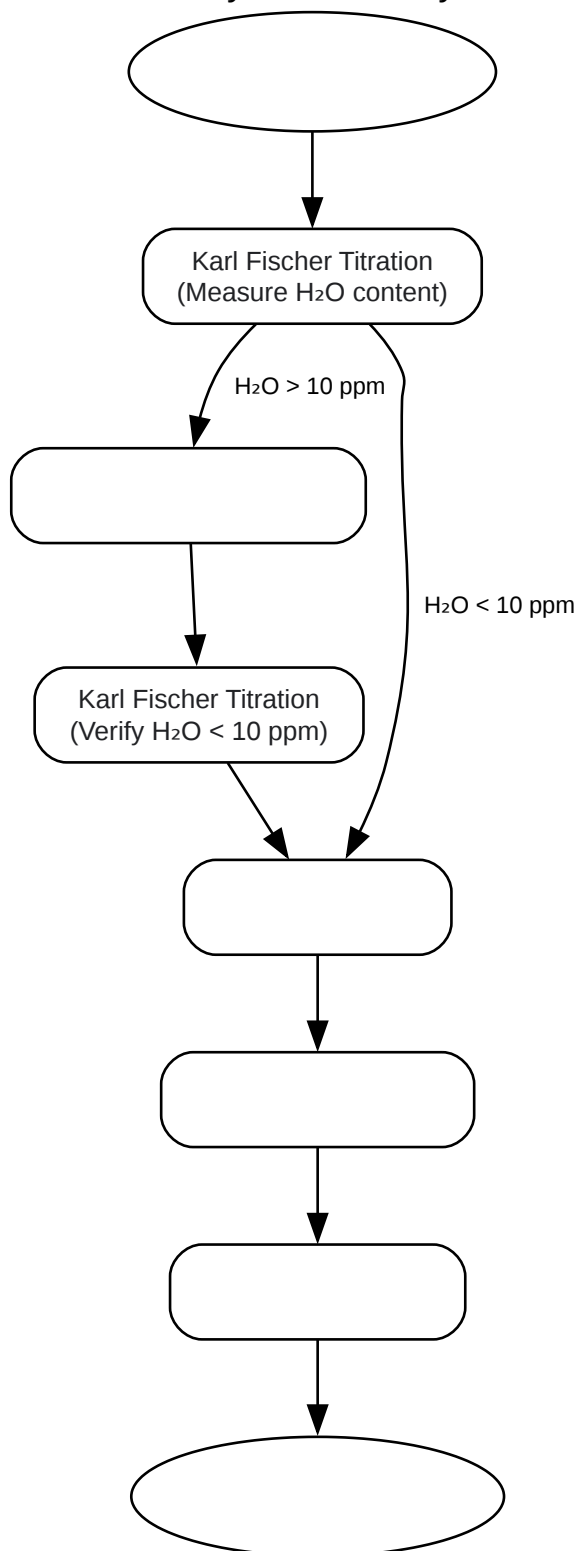 Karl Fischer Titration
(Measure H₂O content)
H₂O > 10 ppm
H₂O < 10 ppm
Karl Fischer Titration
(Verify H₂O < 10 ppm)